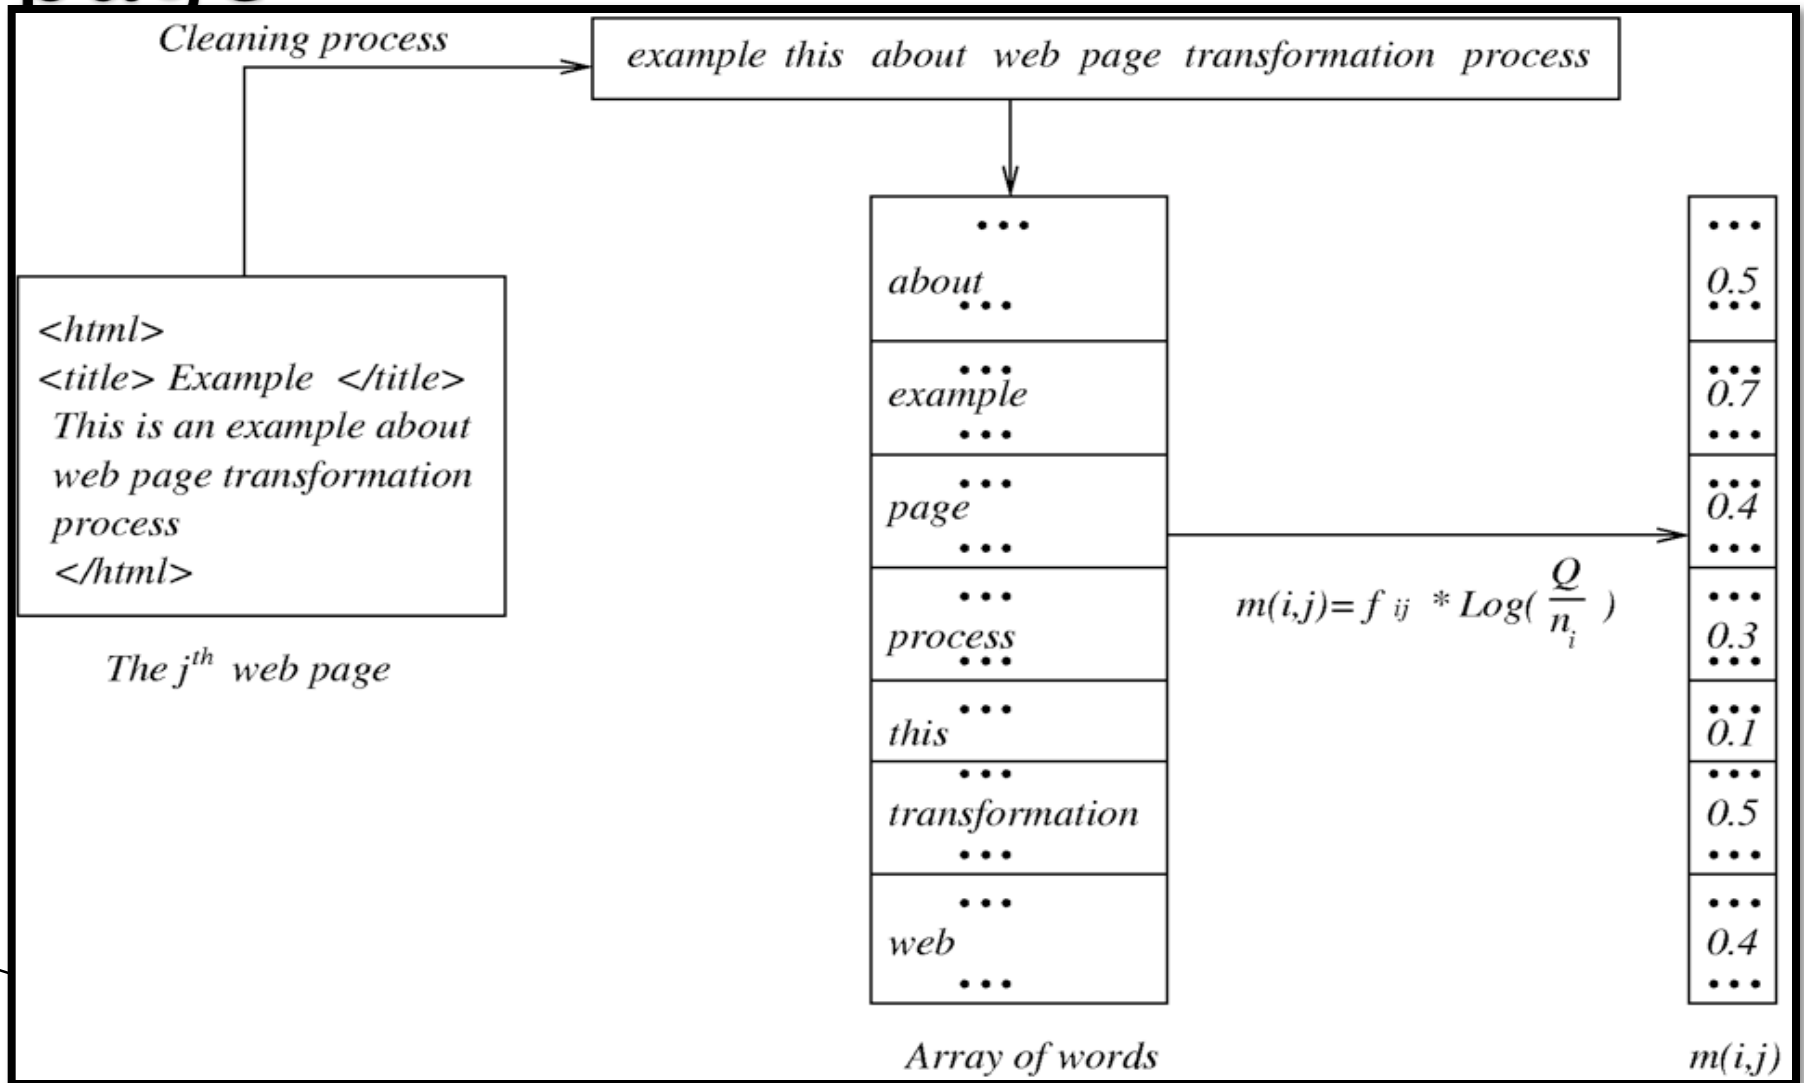 Cleaning process
example this about web page transformation process
<html>
<title> Example </title>
This is an example about
web page transformation
process
</html>
The jth web page
...
about
...
...
example
...
...
page
...
...
process
...
...
this
...
transformation
...
...
web
...
Array of words
m(i,j)= f ij * Log( Q / ni )
...
0.5
...
...
0.7
...
...
0.4
...
...
0.3
...
...
0.1
...
0.5
...
...
0.4
...
m(i,j)